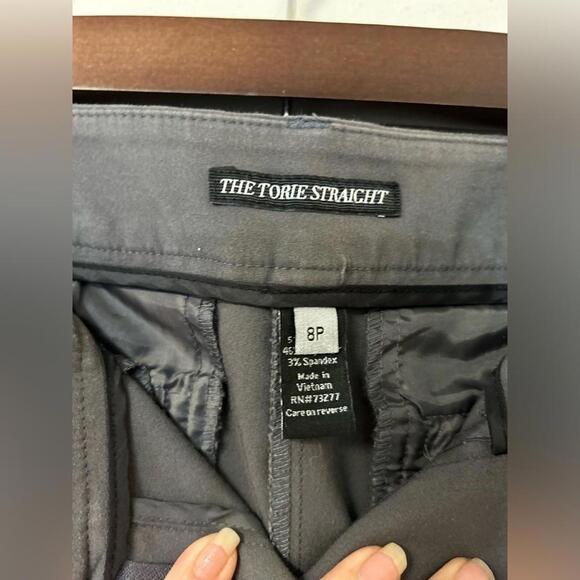 THE TORIE STRAIGHT
8P
3% Spandex
Made in
Vietnam
RN#73277
Care on reverse